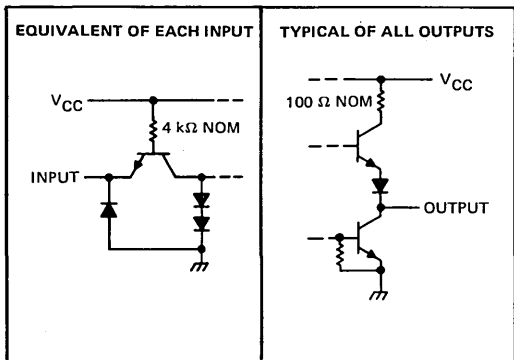 EQUIVALENT OF EACH INPUT
VCC
4 kΩ NOM
INPUT
TYPICAL OF ALL OUTPUTS
VCC
100 Ω NOM
OUTPUT